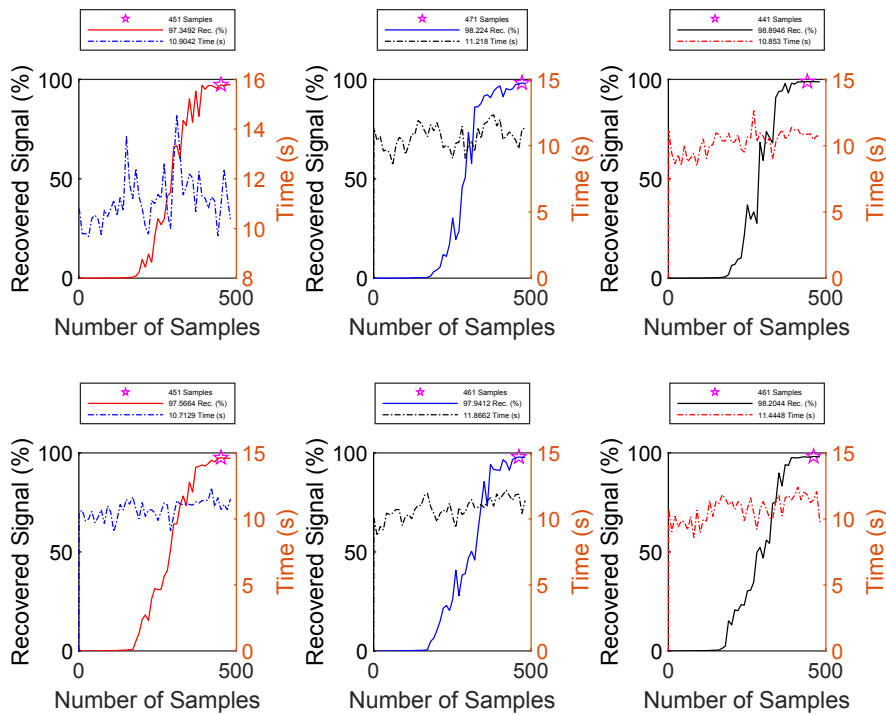 451 Samples
97.3492 Rec. (%)
10.9042 Time (s)
471 Samples
98.224 Rec. (%)
11.218 Time (s)
441 Samples
98.8946 Rec. (%)
10.853 Time (s)
100
50
0
Recovered Signal (%)
16
14
12
10
8
Time (s)
0
500
Number of Samples
100
50
0
Recovered Signal (%)
15
10
5
0
Time (s)
0
500
Number of Samples
100
50
0
Recovered Signal (%)
15
10
5
0
Time (s)
0
500
Number of Samples
451 Samples
97.5664 Rec. (%)
10.7129 Time (s)
461 Samples
97.9412 Rec. (%)
11.8662 Time (s)
461 Samples
98.2044 Rec. (%)
11.4448 Time (s)
100
50
0
Recovered Signal (%)
15
10
5
0
Time (s)
0
500
Number of Samples
100
50
0
Recovered Signal (%)
15
10
5
0
Time (s)
0
500
Number of Samples
100
50
0
Recovered Signal (%)
15
10
5
0
Time (s)
0
500
Number of Samples